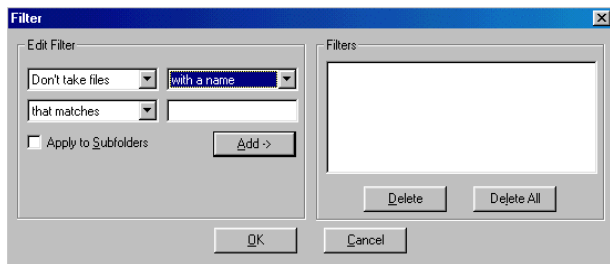 Filter
Edit Filter
Don't take files
with a name
that matches
Apply to Subfolders
Add ->
Filters
Delete
Delete All
OK
Cancel